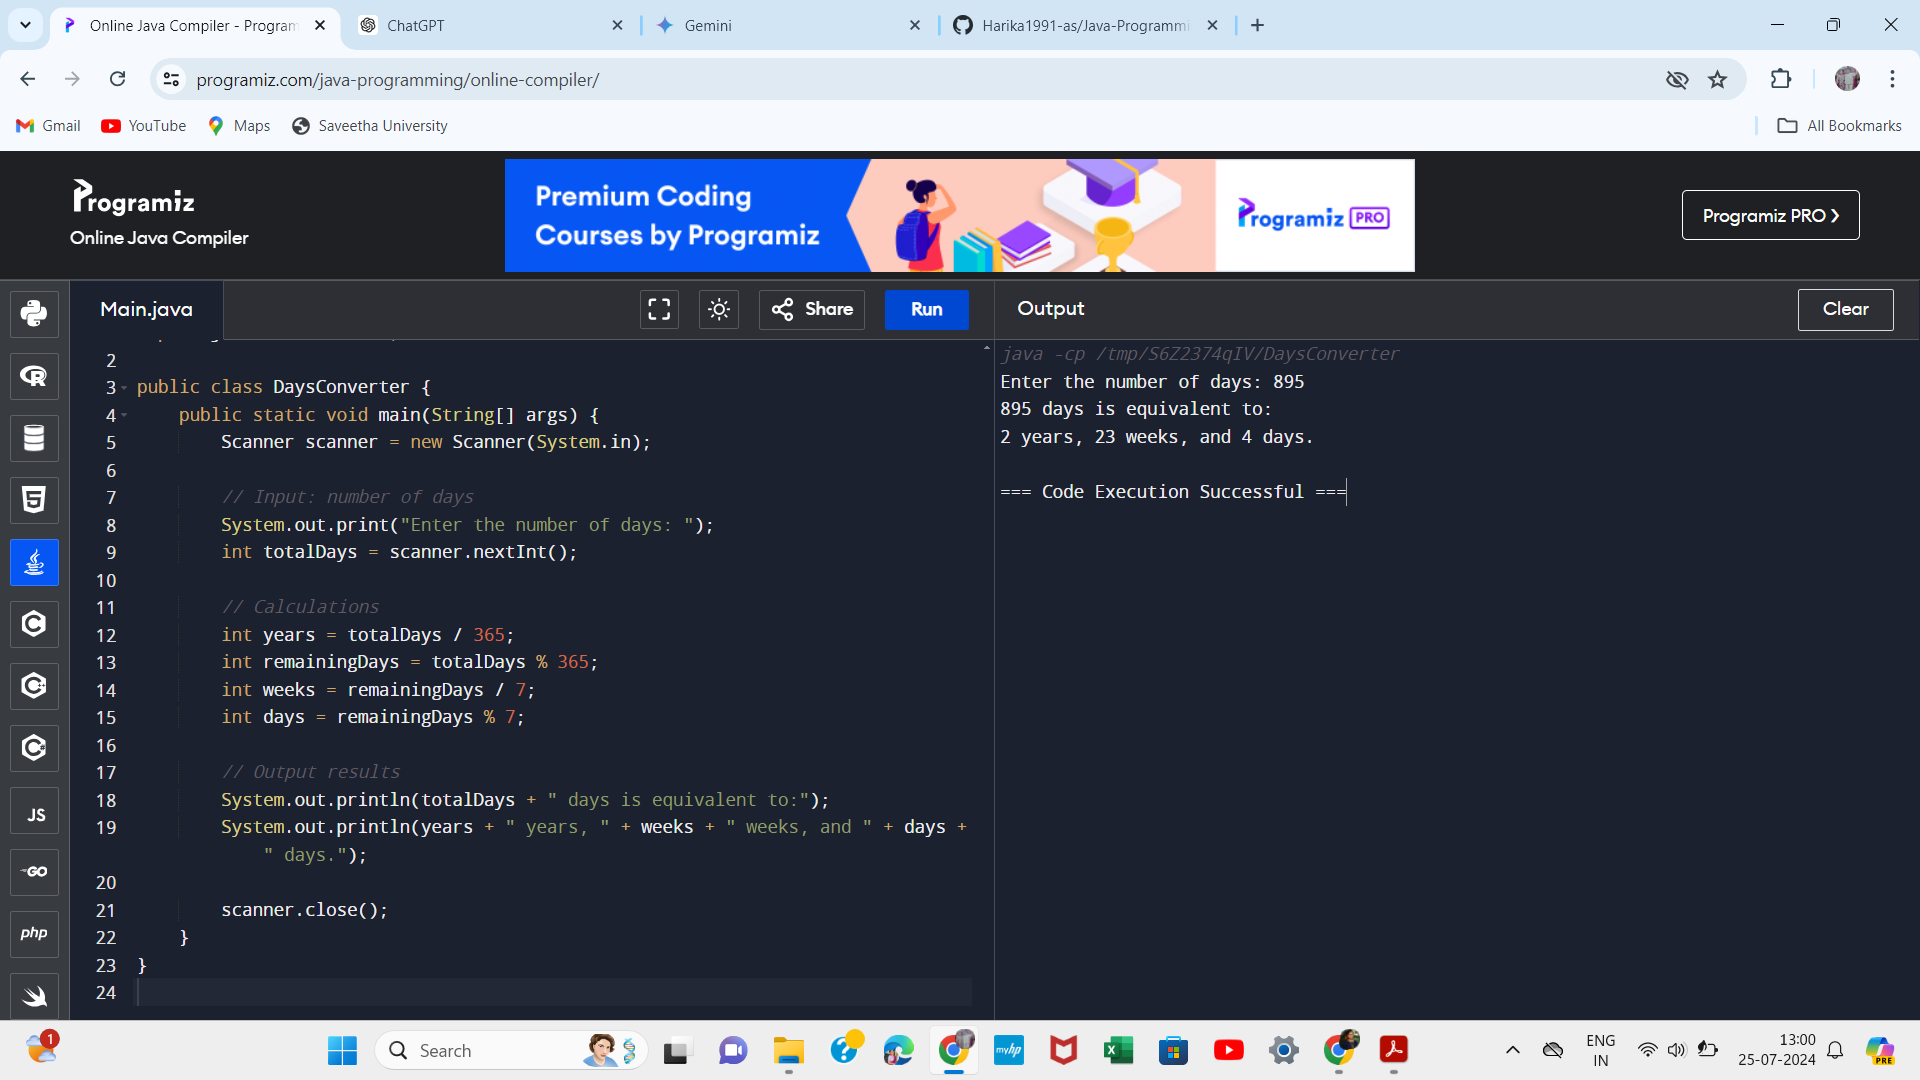 Online Java Compiler - Program
ChatGPT
Gemini
Harika1991-as/Java-Programmi
programiz.com/java-programming/online-compiler/
Gmail
YouTube
Maps
Saveetha University
All Bookmarks
Programiz
Online Java Compiler
Premium Coding
Courses by Programiz
Programiz PRO
Programiz PRO ❯
Main.java
Share
Run
Output
Clear
2
3 public class DaysConverter {
4 public static void main(String[] args) {
5 Scanner scanner = new Scanner(System.in);
6
7 // Input: number of days
8 System.out.print("Enter the number of days: ");
9 int totalDays = scanner.nextInt();
10
11 // Calculations
12 int years = totalDays / 365;
13 int remainingDays = totalDays % 365;
14 int weeks = remainingDays / 7;
15 int days = remainingDays % 7;
16
17 // Output results
18 System.out.println(totalDays + " days is equivalent to:");
19 System.out.println(years + " years, " + weeks + " weeks, and " + days +
" days.");
20
21 scanner.close();
22 }
23 }
24
java -cp /tmp/S6Z2374qIV/DaysConverter
Enter the number of days: 895
895 days is equivalent to:
2 years, 23 weeks, and 4 days.
=== Code Execution Successful ===
JS
GO
php
1
Search
myhp
ENG
IN
13:00
25-07-2024
PRE